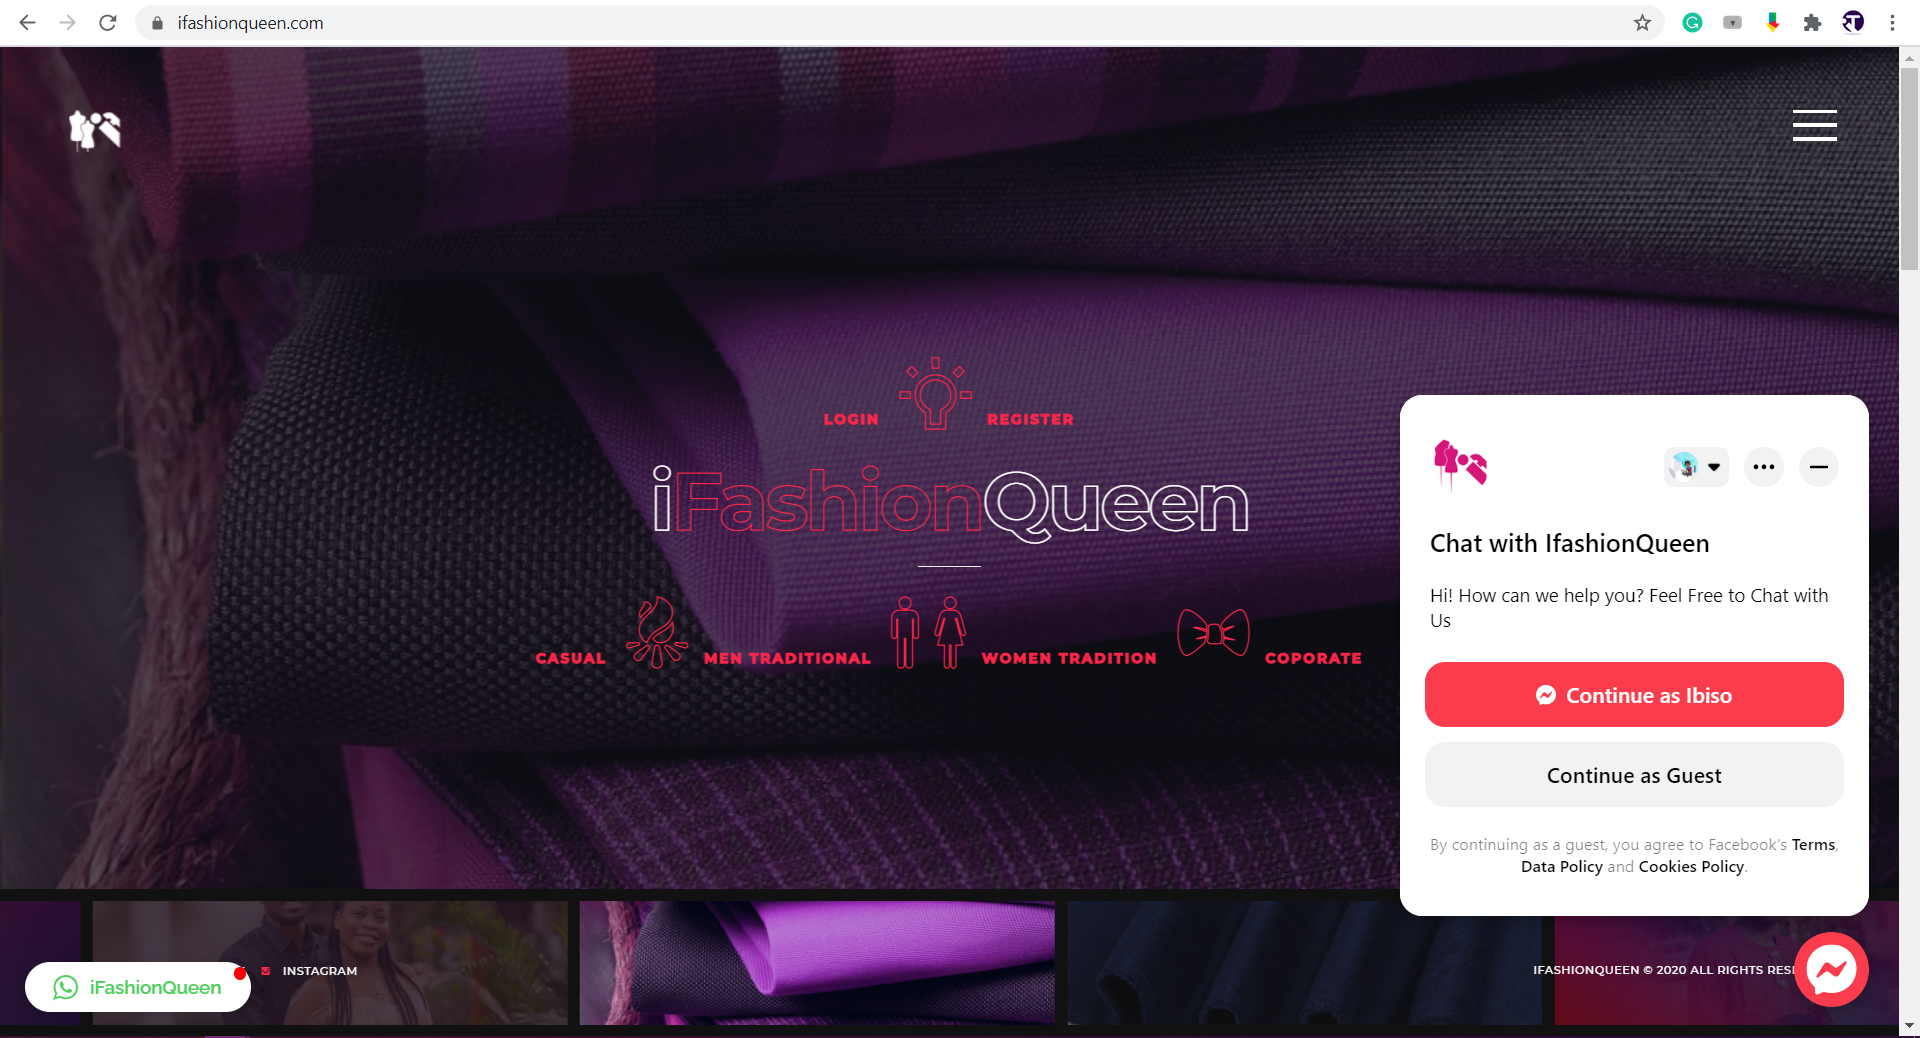 ifashionqueen.com
LOGIN REGISTER
iFashionQueen
CASUAL MEN TRADITIONAL WOMEN TRADITION COPORATE
Chat with IfashionQueen
Hi! How can we help you? Feel Free to Chat with
Us
Continue as Ibiso
Continue as Guest
By continuing as a guest, you agree to Facebook's Terms,
Data Policy and Cookies Policy.
iFashionQueen
INSTAGRAM
IFASHIONQUEEN © 2020 ALL RIGHTS